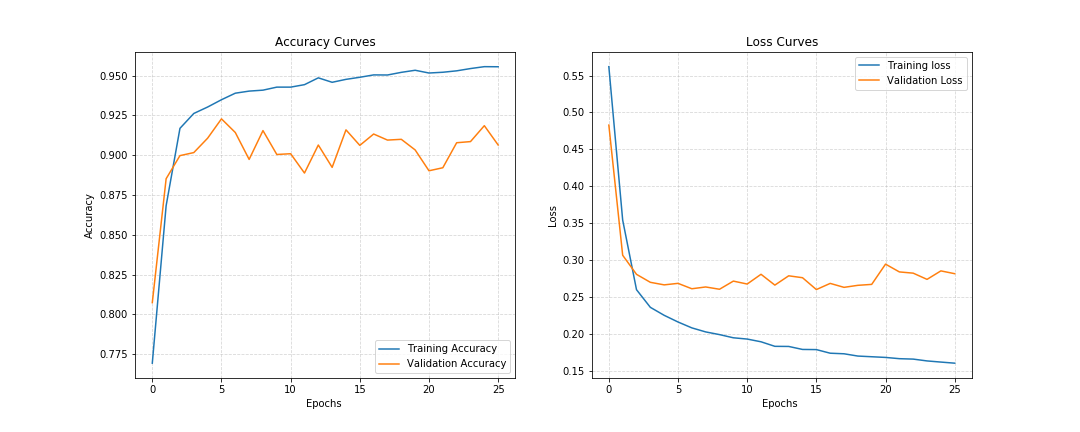 Accuracy Curves
0.950
0.925
0.900
0.875
0.850
0.825
0.800
0.775
Accuracy
Training Accuracy
Validation Accuracy
0 5 10 15 20 25
Epochs
Loss Curves
Training loss
Validation Loss
0.55
0.50
0.45
0.40
0.35
0.30
0.25
0.20
0.15
Loss
0 5 10 15 20 25
Epochs